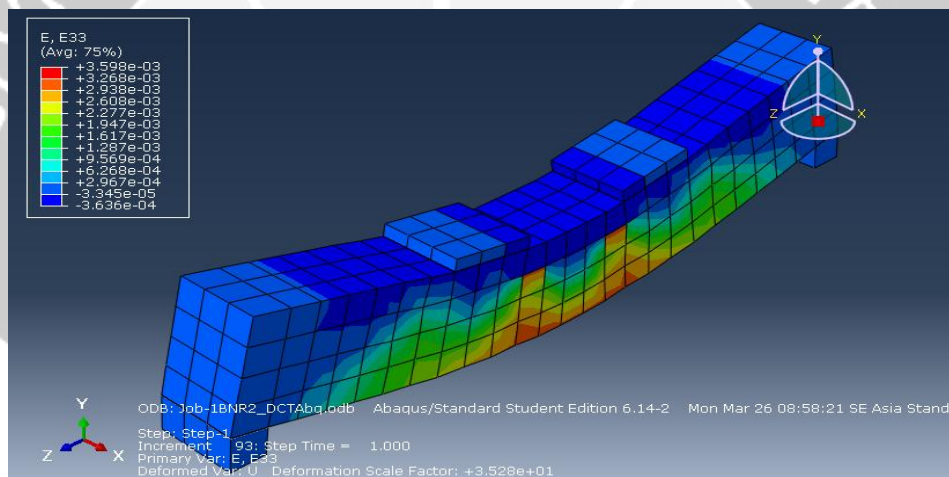 E, E33
(Avg: 75%)
+3.598e-03
+3.268e-03
+2.938e-03
+2.608e-03
+2.277e-03
+1.947e-03
+1.617e-03
+1.287e-03
+9.569e-04
+6.268e-04
+2.967e-04
-3.345e-05
-3.636e-04
Y
Z
X
Y
Z
X
ODB: Job-1BNR2_DCTAbq.odb Abaqus/Standard Student Edition 6.14-2 Mon Mar 26 08:58:21 SE Asia Stand
Step: Step-1
Increment 93: Step Time = 1.000
Primary Var: E, E33
Deformed Var: U Deformation Scale Factor: +3.528e+01